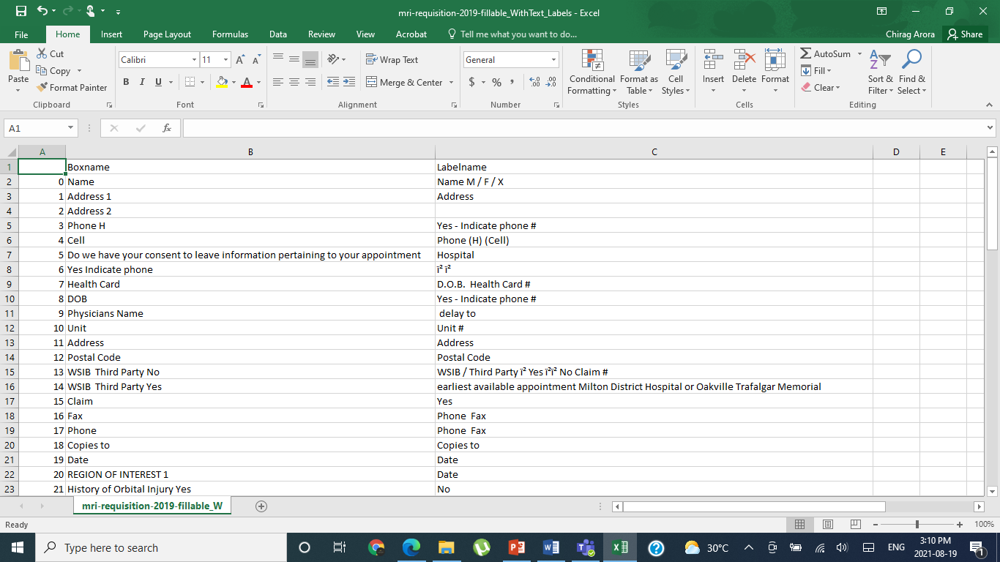 mri-requisition-2019-fillable_WithText_Labels - Excel
File Home Insert Page Layout Formulas Data Review View Acrobat Tell me what you want to do... Chirag Arora Share
Paste
Cut
Copy
Format Painter
Clipboard
Calibri 11
B I U
Font
Wrap Text
Merge & Center
Alignment
General
$ % ,
Number
Conditional Formatting
Format as Table
Cell Styles
Styles
Insert Delete Format
Cells
AutoSum
Fill
Clear
Sort & Filter
Find & Select
Editing
A1 fx
A B C D E
1 Boxname Labelname
2 0 Name Name M / F / X
3 1 Address 1 Address
4 2 Address 2
5 3 Phone H Yes - Indicate phone #
6 4 Cell Phone (H) (Cell)
7 5 Do we have your consent to leave information pertaining to your appointment Hospital
8 6 Yes Indicate phone ï² ï²
9 7 Health Card D.O.B. Health Card #
10 8 DOB Yes - Indicate phone #
11 9 Physicians Name delay to
12 10 Unit Unit #
13 11 Address Address
14 12 Postal Code Postal Code
15 13 WSIB Third Party No WSIB / Third Party ï² Yes ï²ï² No Claim #
16 14 WSIB Third Party Yes earliest available appointment Milton District Hospital or Oakville Trafalgar Memorial
17 15 Claim Yes
18 16 Fax Phone Fax
19 17 Phone Phone Fax
20 18 Copies to Copies to
21 19 Date Date
22 20 REGION OF INTEREST 1 Date
23 21 History of Orbital Injury Yes No
mri-requisition-2019-fillable_W
Ready 100%
Type here to search
30°C ENG 3:10 PM
2021-08-19
1